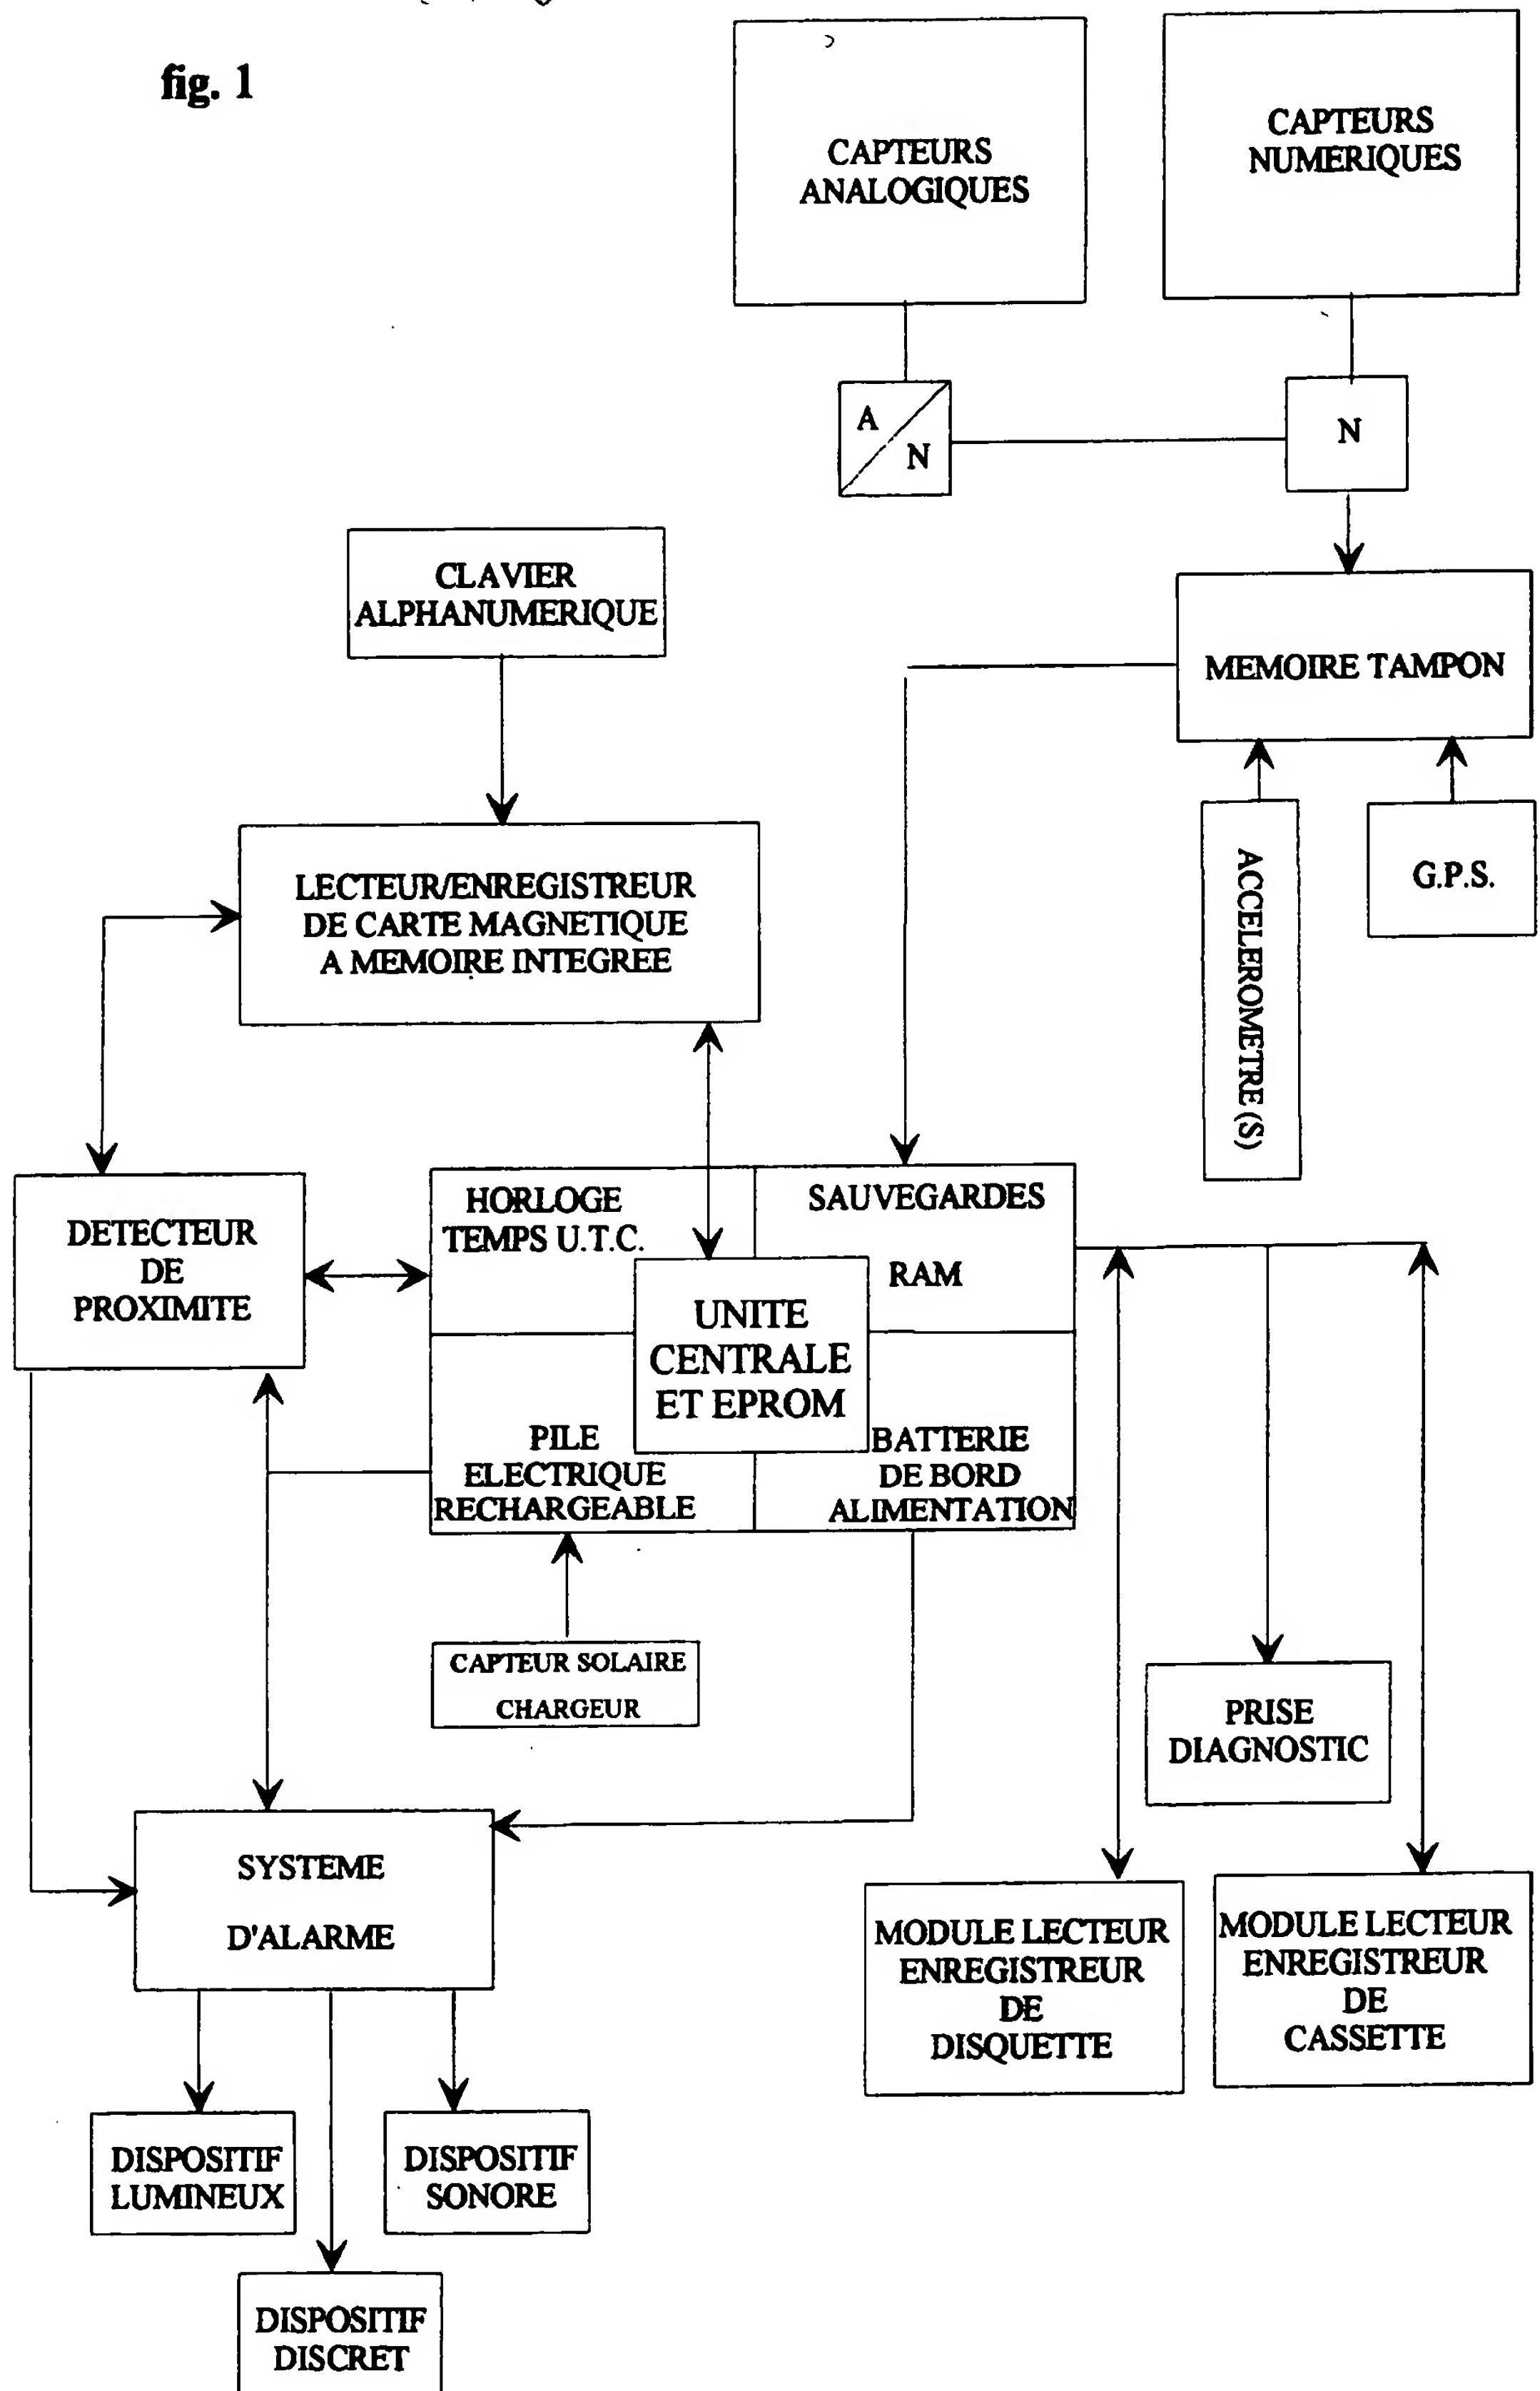 fig. 1
CAPTEURS
ANALOGIQUES
CAPTEURS
NUMERIQUES
A
N
N
CLAVIER
ALPHANUMERIQUE
MEMOIRE TAMPON
LECTEUR/ENREGISTREUR
DE CARTE MAGNETIQUE
A MEMOIRE INTEGREE
ACCELEROMETRE (S)
G.P.S.
DETECTEUR
DE
PROXIMITE
HORLOGE
TEMPS U.T.C.
SAUVEGARDES
RAM
UNITE
CENTRALE
ET EPROM
PILE
ELECTRIQUE
RECHARGEABLE
BATTERIE
DE BORD
ALIMENTATION
CAPTEUR SOLAIRE
CHARGEUR
PRISE
DIAGNOSTIC
SYSTEME
D'ALARME
MODULE LECTEUR
ENREGISTREUR
DE
DISQUETTE
MODULE LECTEUR
ENREGISTREUR
DE
CASSETTE
DISPOSITIF
LUMINEUX
DISPOSITIF
SONORE
DISPOSITIF
DISCRET